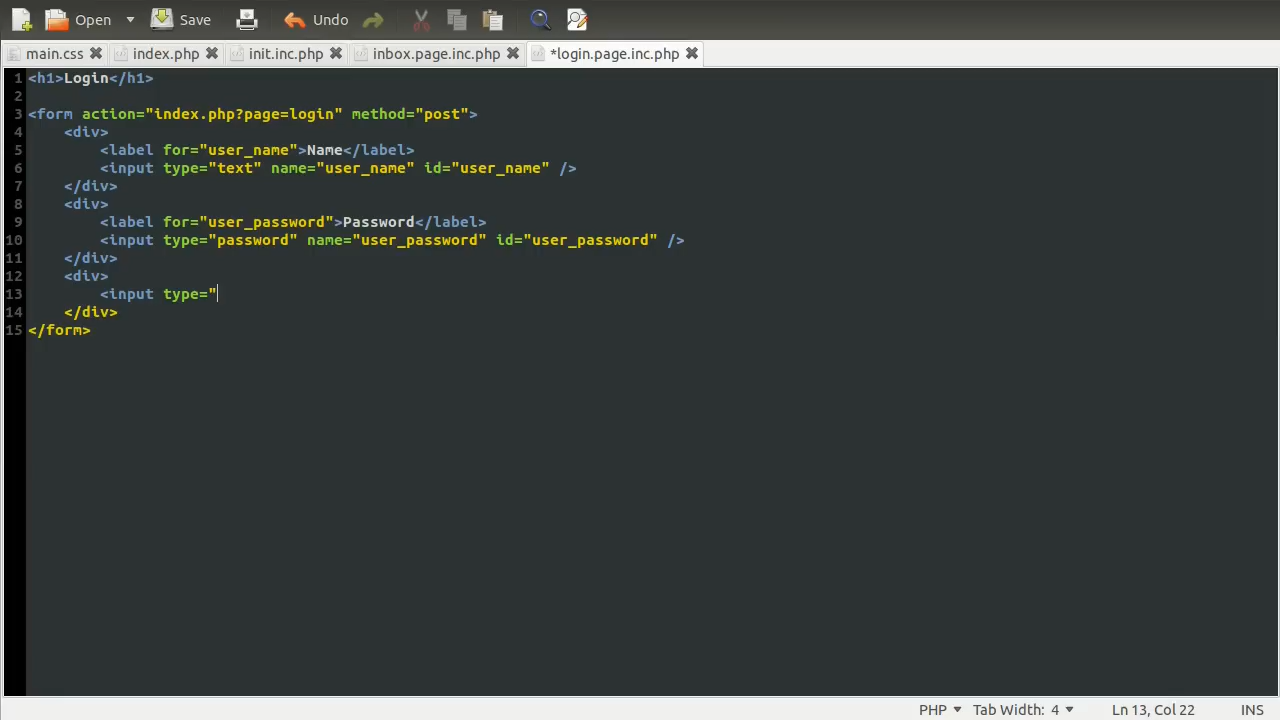 Open Save Undo
main.css index.php init.inc.php inbox.page.inc.php *login.page.inc.php
1 <h1>Login</h1>
2
3 <form action="index.php?page=login" method="post">
4     <div>
5         <label for="user_name">Name</label>
6         <input type="text" name="user_name" id="user_name" />
7     </div>
8     <div>
9         <label for="user_password">Password</label>
10         <input type="password" name="user_password" id="user_password" />
11     </div>
12     <div>
13         <input type="
14     </div>
15 </form>
PHP Tab Width: 4 Ln 13, Col 22 INS